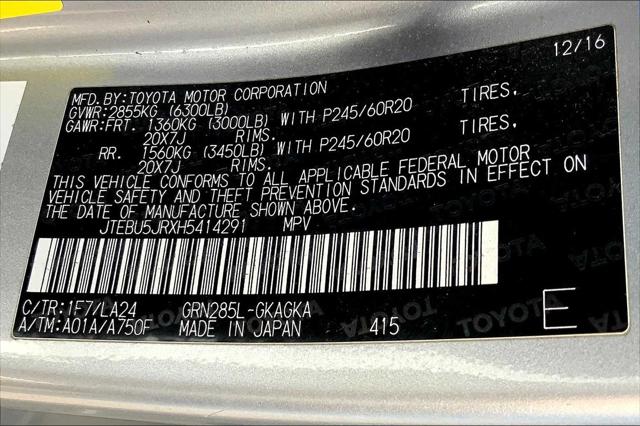 12/16
MFD.BY:TOYOTA MOTOR CORPORATION
GVWR:2855KG (6300LB)
GAWR:FRT. 1360KG (3000LB) WITH P245/60R20 TIRES,
20X7J RIMS.
RR. 1560KG (3450LB) WITH P245/60R20 TIRES,
20X7J RIMS.
THIS VEHICLE CONFORMS TO ALL APPLICABLE FEDERAL MOTOR
VEHICLE SAFETY AND THEFT PREVENTION STANDARDS IN EFFECT ON
THE DATE OF MANUFACTURE SHOWN ABOVE.
JTEBU5JRXH5414291 MPV
C/TR:1F7/LA24 GRN285L-GKAGKA
A/TM:A01A/A750F MADE IN JAPAN 415 E
TOYOTA